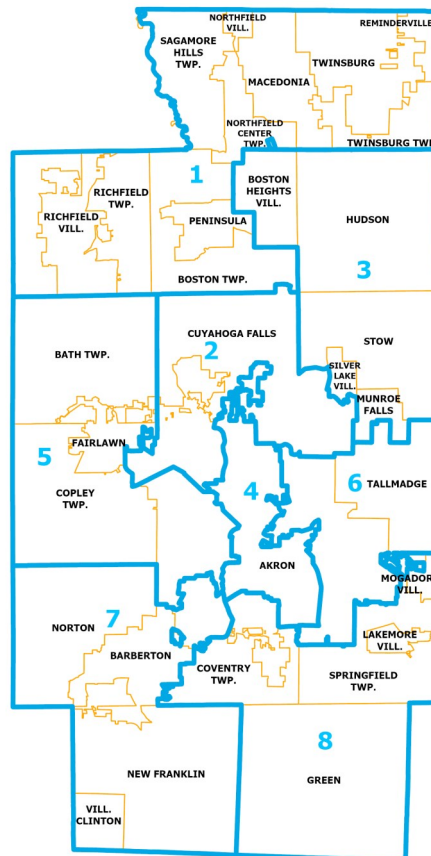 NORTHFIELD
VILL.
REMINDERVILLE
SAGAMORE
HILLS
TWP.
TWINSBURG
MACEDONIA
NORTHFIELD
CENTER
TWP.
TWINSBURG TWP
1
BOSTON
HEIGHTS
VILL.
RICHFIELD
TWP.
RICHFIELD
VILL.
PENINSULA
HUDSON
3
BOSTON TWP.
CUYAHOGA FALLS
2
BATH TWP.
STOW
SILVER
LAKE
VILL.
MUNROE
FALLS
FAIRLAWN
5
COPLEY
TWP.
4
6
TALLMADGE
AKRON
MOGADORE
VILL.
7
NORTON
BARBERTON
LAKEMORE
VILL.
COVENTRY
TWP.
SPRINGFIELD
TWP.
8
NEW FRANKLIN
GREEN
VILL.
CLINTON